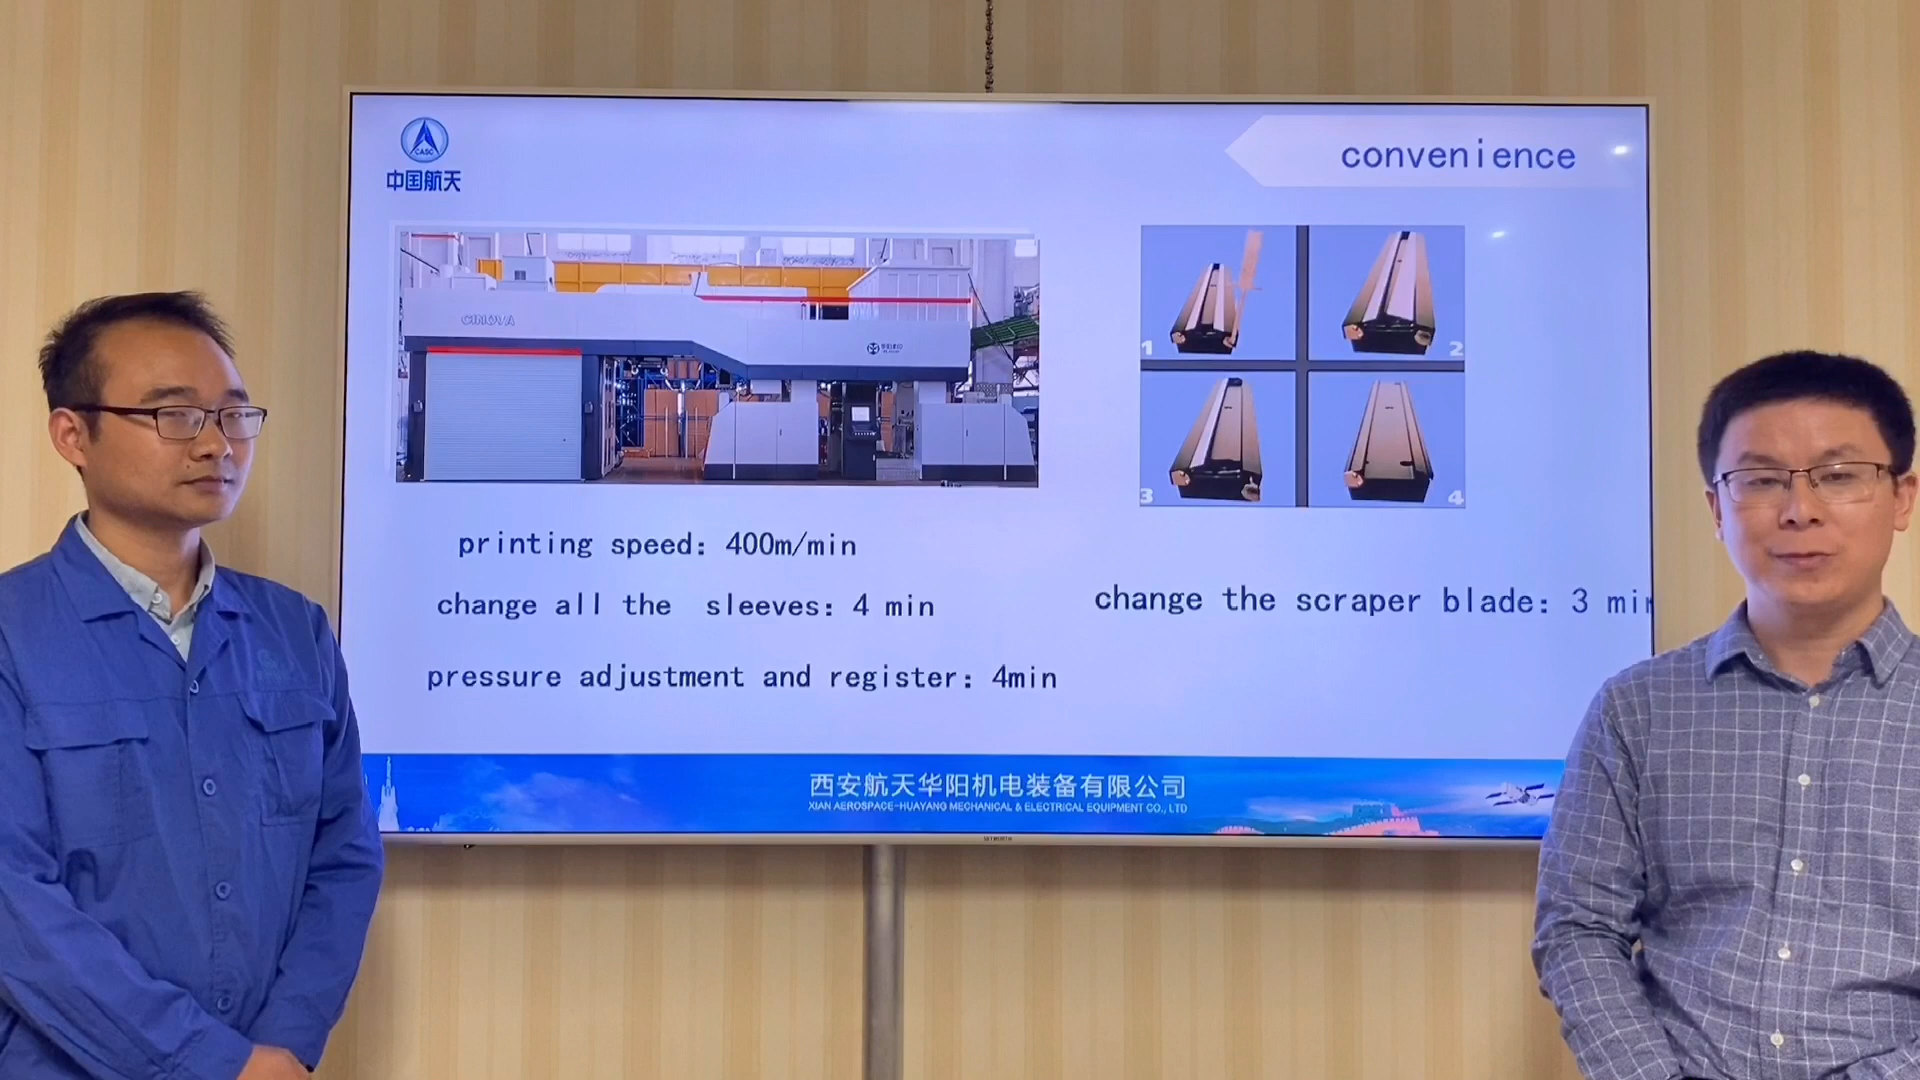 CASC
中国航天
convenience
CINOVA
1
2
3
4
printing speed: 400m/min
change all the sleeves: 4 min
change the scraper blade: 3 min
pressure adjustment and register: 4min
西安航天华阳机电装备有限公司
XIAN AEROSPACE-HUAYANG MECHANICAL & ELECTRICAL EQUIPMENT CO., LTD